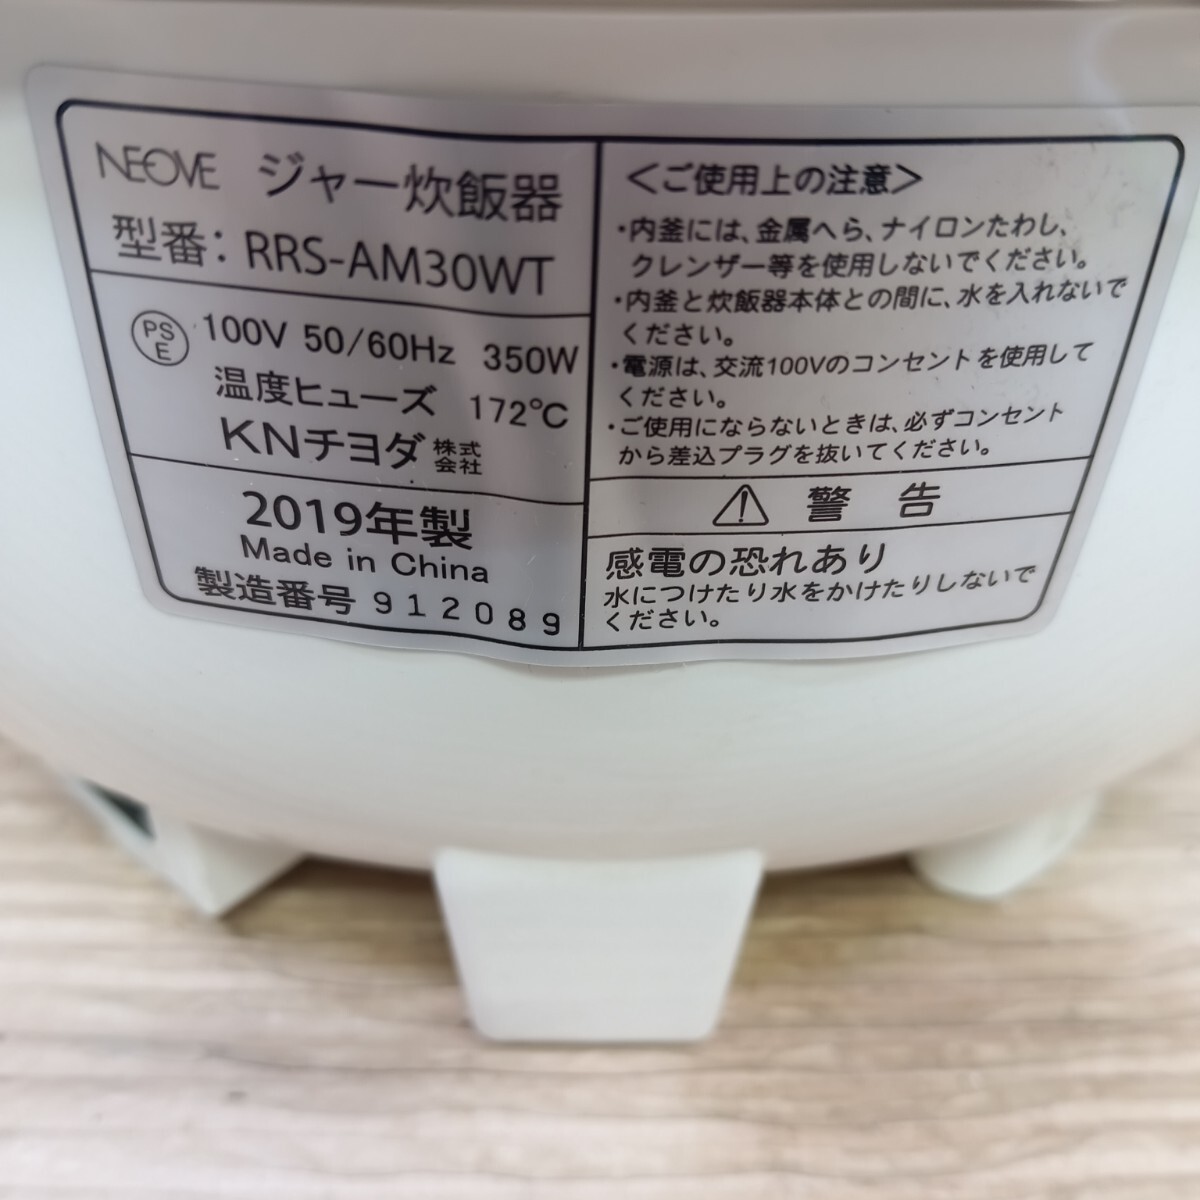 NEOVE ジャー炊飯器
型番: RRS-AM30WT
PS
E
100V 50/60Hz 350W
温度ヒューズ 172℃
KNチヨダ 株式
会社
2019年製
Made in China
製造番号 912089
<ご使用上の注意>
・内釜には、金属へら、ナイロンたわし、
クレンザー等を使用しないでください。
・内釜と炊飯器本体との間に、水を入れないで
ください。
・電源は、交流100Vのコンセントを使用して
ください。
・ご使用にならないときは、必ずコンセント
から差込プラグを抜いてください。
警 告
感電の恐れあり
水につけたり水をかけたりしないで
ください。